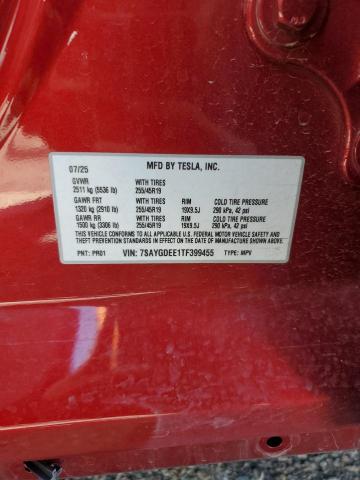 07/25 MFD BY TESLA, INC.
GVWR WITH TIRES
2511 kg (5536 lb) 255/45R19
GAWR FRT WITH TIRES RIM COLD TIRE PRESSURE
1320 kg (2910 lb) 255/45R19 19X9.5J 290 kPa, 42 psi
GAWR RR WITH TIRES RIM COLD TIRE PRESSURE
1500 kg (3306 lb) 255/45R19 19X9.5J 290 kPa, 42 psi
THIS VEHICLE CONFORMS TO ALL APPLICABLE U.S. FEDERAL MOTOR VEHICLE SAFETY AND
THEFT PREVENTION STANDARDS IN EFFECT ON THE DATE OF MANUFACTURE SHOWN ABOVE.
PNT: PR01 VIN: 7SAYGDEE1TF399455 TYPE: MPV